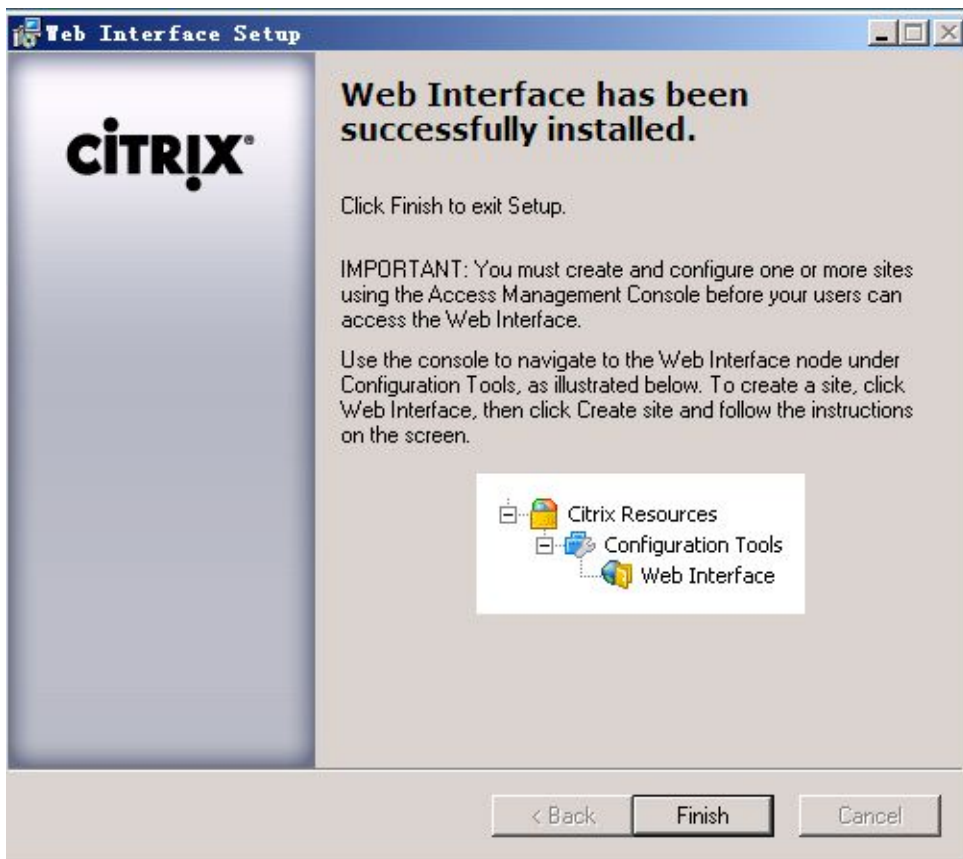 Web Interface Setup
CİTRIX®
Web Interface has been
successfully installed.
Click Finish to exit Setup.
IMPORTANT: You must create and configure one or more sites
using the Access Management Console before your users can
access the Web Interface.
Use the console to navigate to the Web Interface node under
Configuration Tools, as illustrated below. To create a site, click
Web Interface, then click Create site and follow the instructions
on the screen.
Citrix Resources
Configuration Tools
Web Interface
< Back
Finish
Cancel